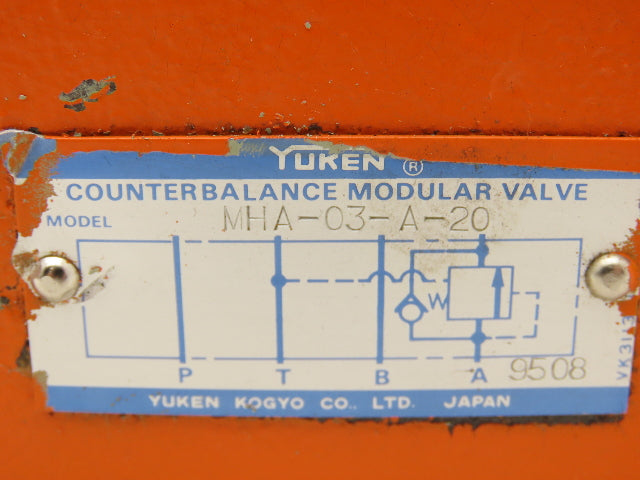 YUKEN ®
COUNTERBALANCE MODULAR VALVE
MODEL MHA-03-A-20
W
P T B A 9508
YUKEN KOGYO CO., LTD. JAPAN